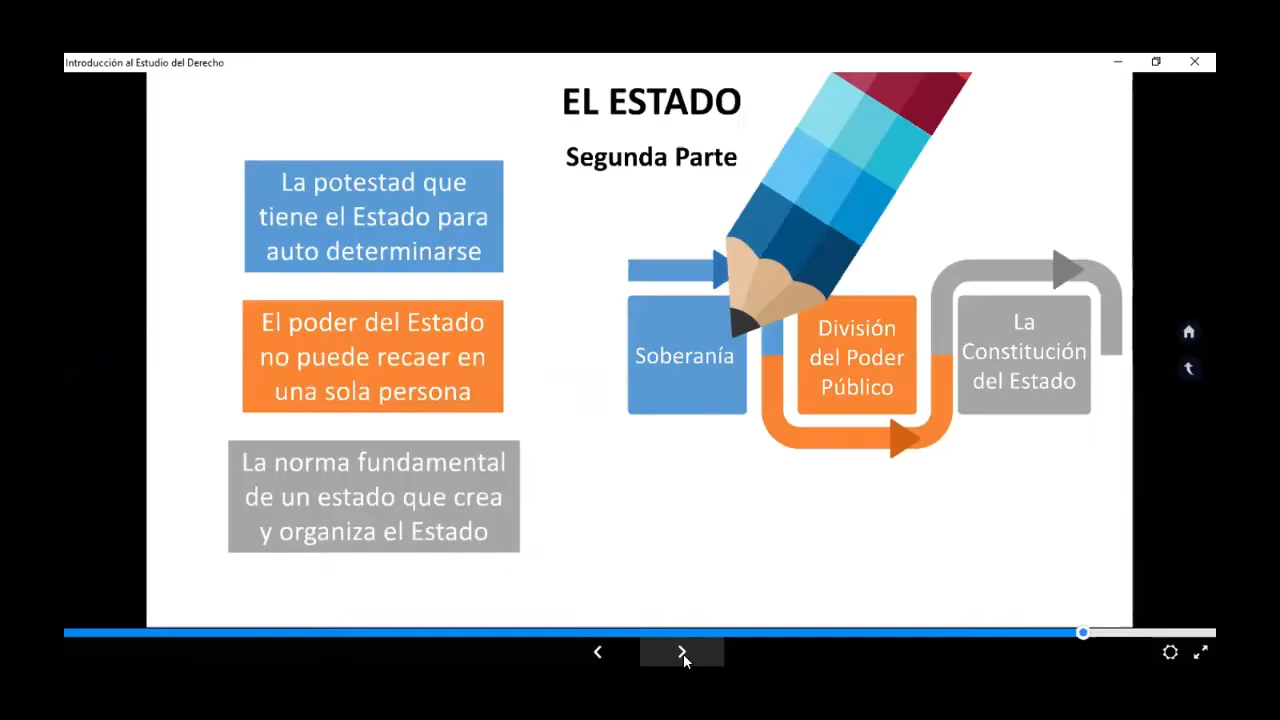 Introducción al Estudio del Derecho
EL ESTADO
Segunda Parte
La potestad que
tiene el Estado para
auto determinarse
El poder del Estado
no puede recaer en
una sola persona
La norma fundamental
de un estado que crea
y organiza el Estado
Soberanía
División
del Poder
Público
La
Constitución
del Estado